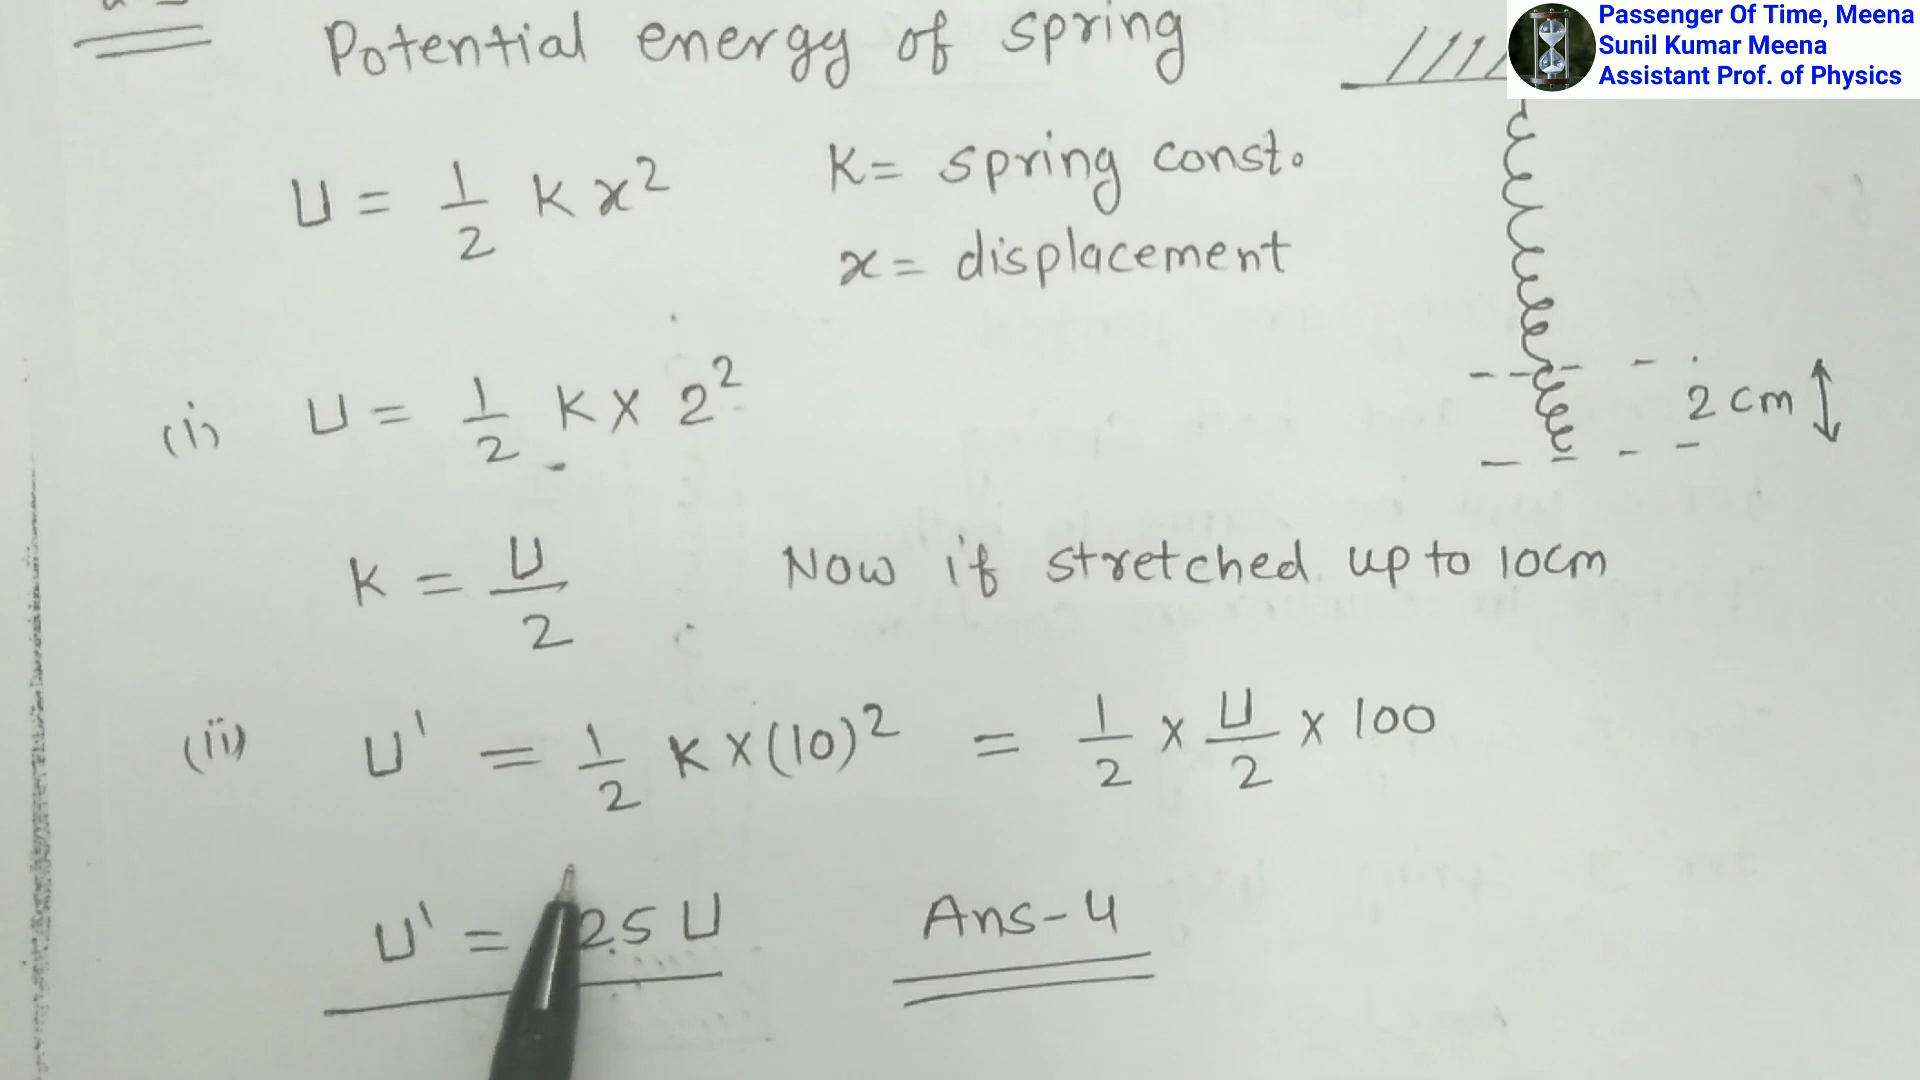 Passenger Of Time, Meena
Sunil Kumar Meena
Assistant Prof. of Physics
Potential energy of spring
U = 1/2 K x² K = spring const.
x = displacement
(i) U = 1/2 K × 2²
2 cm
K = U/2 Now if stretched up to 10cm
(ii) U' = 1/2 K × (10)² = 1/2 × U/2 × 100
U' = 25 U Ans-4